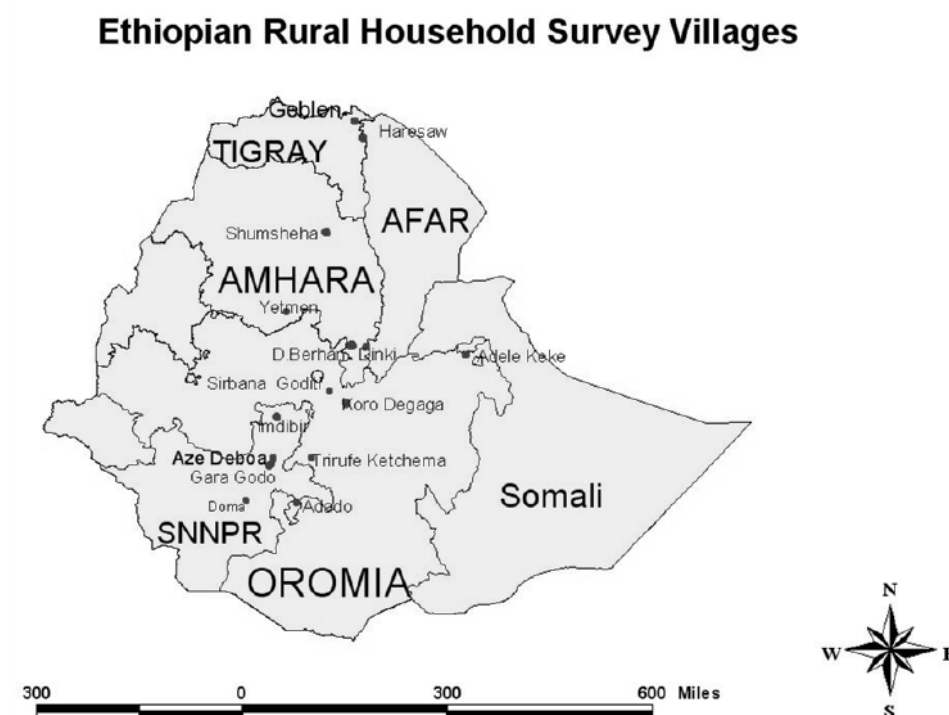 Ethiopian Rural Household Survey Villages
Geblen
Haresaw
TIGRAY
AFAR
Shumsheha
AMHARA
Yetmen
D.Berhan Dinki
Adele Keke
Sirbana Goditi
Koro Degaga
Imdibir
Aze Deboa
Trirufe Ketchema
Gara Godo
Somali
Doma
Adado
SNNPR
OROMIA
N
W
E
S
300 0 300 600 Miles